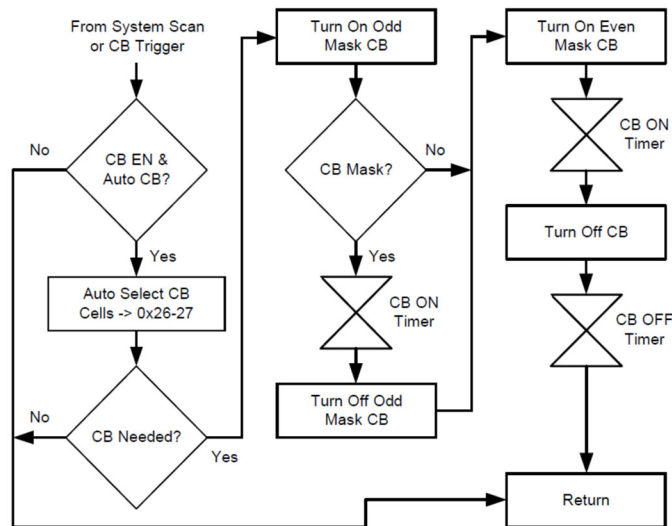 From System Scan
or CB Trigger
No
CB EN &
Auto CB?
Yes
Auto Select CB
Cells -> 0x26-27
No
CB Needed?
Yes
Turn On Odd
Mask CB
CB Mask?
No
Yes
CB ON
Timer
Turn Off Odd
Mask CB
Turn On Even
Mask CB
CB ON
Timer
Turn Off CB
CB OFF
Timer
Return